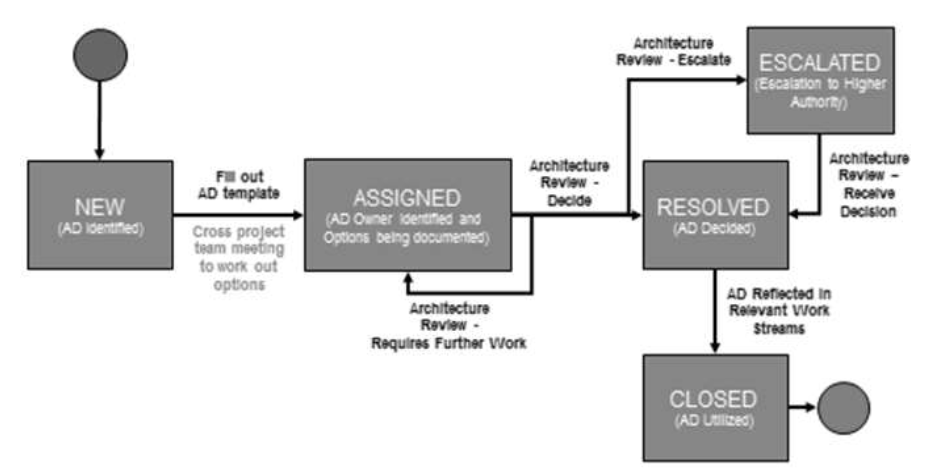 NEW
(AD Identified)
Fill out
AD template
Cross project
team meeting
to work out
options
ASSIGNED
(AD Owner Identified and
Options being documented)
Architecture
Review -
Requires Further Work
Architecture
Review -
Decide
Architecture
Review - Escalate
ESCALATED
(Escalation to Higher
Authority)
Architecture
Review –
Receive
Decision
RESOLVED
(AD Decided)
AD Reflected in
Relevant Work
Streams
CLOSED
(AD Utilized)